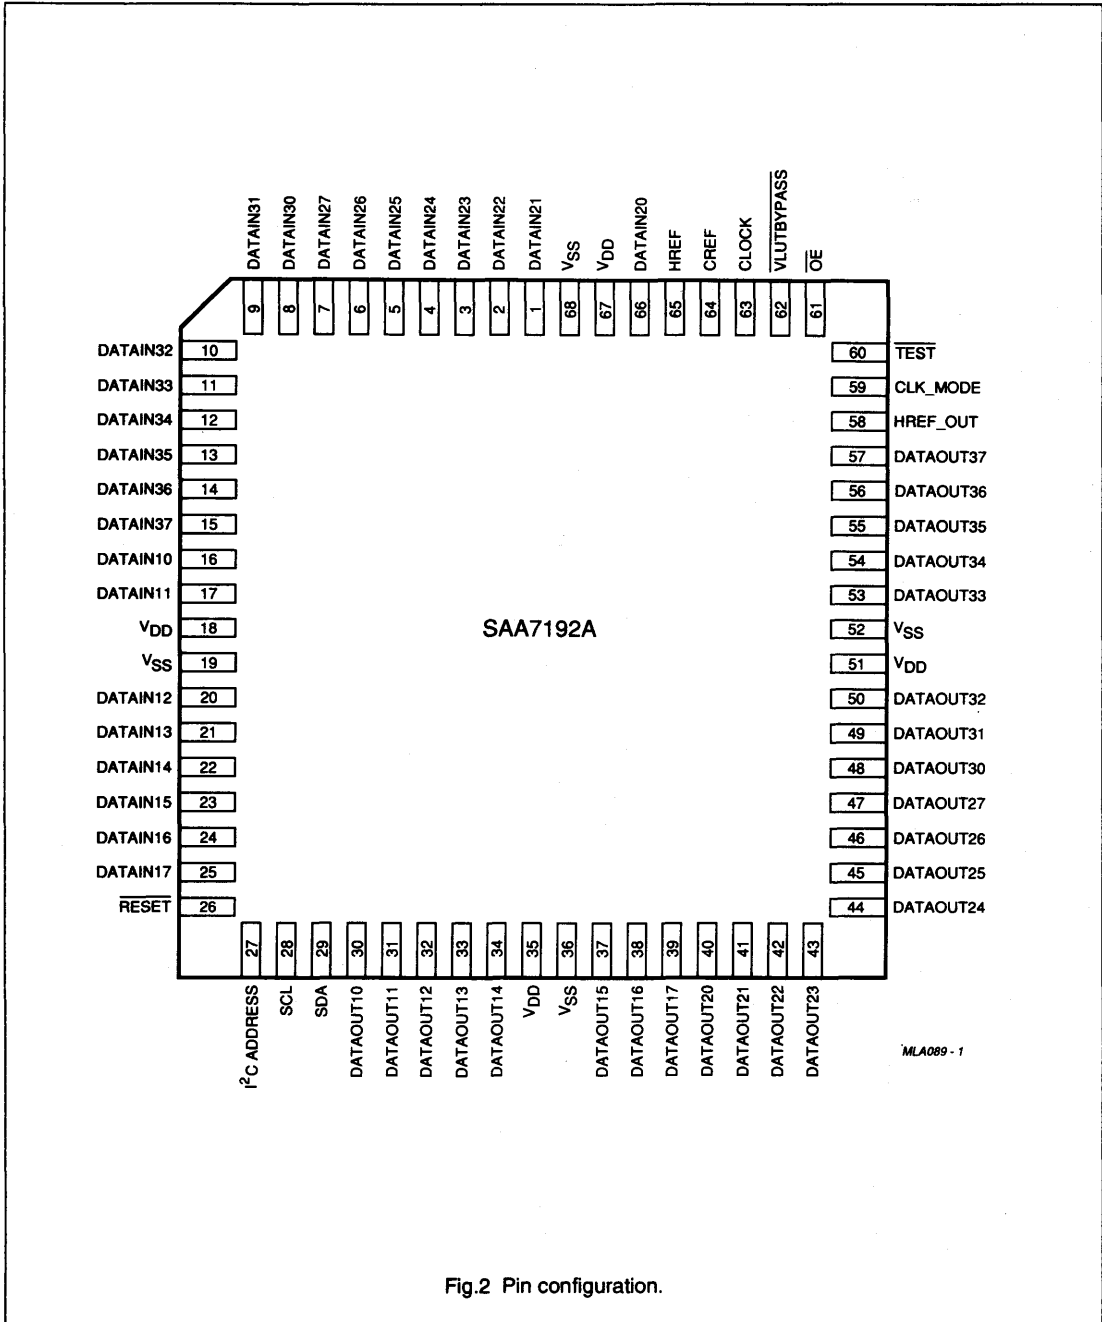 DATAIN31
DATAIN30
DATAIN27
DATAIN26
DATAIN25
DATAIN24
DATAIN23
DATAIN22
DATAIN21
VSS
VDD
DATAIN20
HREF
CREF
CLOCK
VLUTBYPASS
OE
9 8 7 6 5 4 3 2 1 68 67 66 65 64 63 62 61
DATAIN32 10
DATAIN33 11
DATAIN34 12
DATAIN35 13
DATAIN36 14
DATAIN37 15
DATAIN10 16
DATAIN11 17
VDD 18
VSS 19
DATAIN12 20
DATAIN13 21
DATAIN14 22
DATAIN15 23
DATAIN16 24
DATAIN17 25
RESET 26
SAA7192A
60 TEST
59 CLK_MODE
58 HREF_OUT
57 DATAOUT37
56 DATAOUT36
55 DATAOUT35
54 DATAOUT34
53 DATAOUT33
52 VSS
51 VDD
50 DATAOUT32
49 DATAOUT31
48 DATAOUT30
47 DATAOUT27
46 DATAOUT26
45 DATAOUT25
44 DATAOUT24
27 28 29 30 31 32 33 34 35 36 37 38 39 40 41 42 43
I²C ADDRESS
SCL
SDA
DATAOUT10
DATAOUT11
DATAOUT12
DATAOUT13
DATAOUT14
VDD
VSS
DATAOUT15
DATAOUT16
DATAOUT17
DATAOUT20
DATAOUT21
DATAOUT22
DATAOUT23
MLA089 - 1
Fig.2 Pin configuration.